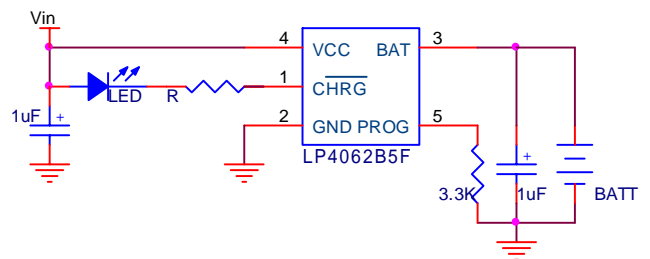 Vin
4 VCC BAT 3
LED R 1 CHRG
1uF +
2 GND PROG 5
LP4062B5F
3.3K + 1uF BATT